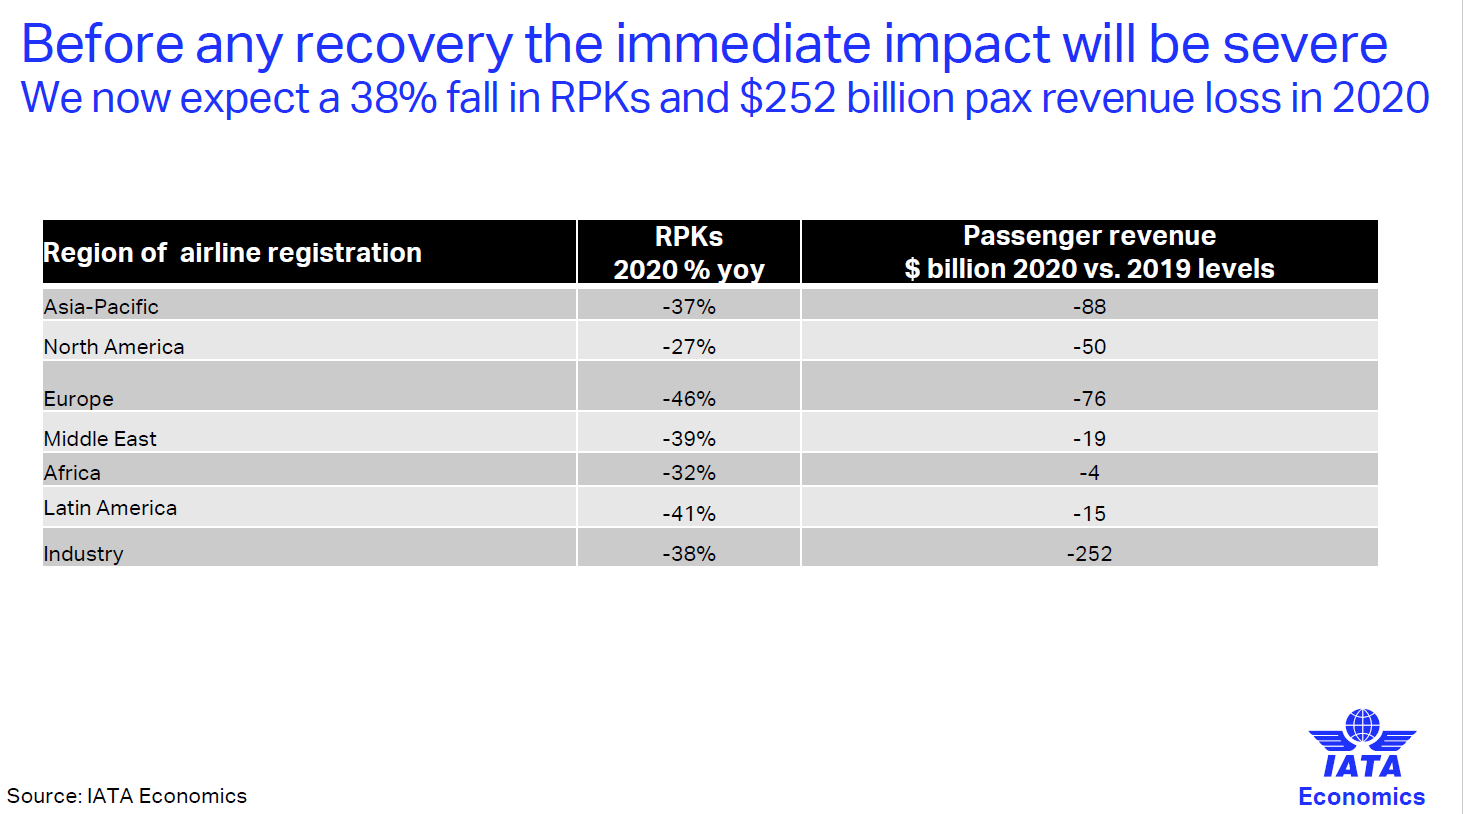 Before any recovery the immediate impact will be severe
We now expect a 38% fall in RPKs and $252 billion pax revenue loss in 2020
Region of  airline registration RPKs 2020 % yoy Passenger revenue $ billion 2020 vs. 2019 levels
Asia-Pacific -37% -88
North America -27% -50
Europe -46% -76
Middle East -39% -19
Africa -32% -4
Latin America -41% -15
Industry -38% -252
IATA
Economics
Source: IATA Economics